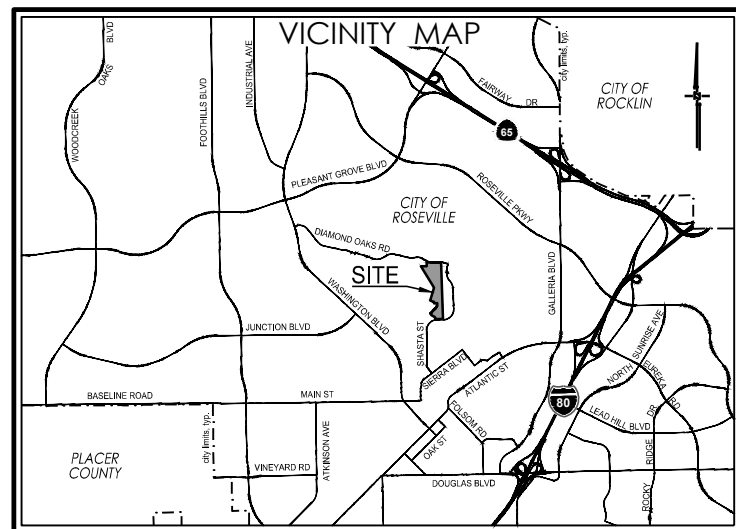 VICINITY MAP
WOODCREEK
OAKS
BLVD
FOOTHILLS BLVD
INDUSTRIAL AVE
FAIRWAY
DR
city limits, typ.
CITY OF
ROCKLIN
65
PLEASANT GROVE BLVD
ROSEVILLE PKWY
CITY OF
ROSEVILLE
DIAMOND OAKS RD
SITE
WASHINGTON BLVD
GALLERIA BLVD
JUNCTION BLVD
SHASTA ST
SIERRA BLVD
ATLANTIC ST
NORTH
SUNRISE AVE
EUREKA
RD
BASELINE ROAD
MAIN ST
80
LEAD HILL BLVD
FOLSOM RD
OAK ST
city limits, typ.
ATKINSON AVE
PLACER
COUNTY
VINEYARD RD
DOUGLAS BLVD
ROCKY
RIDGE
DR